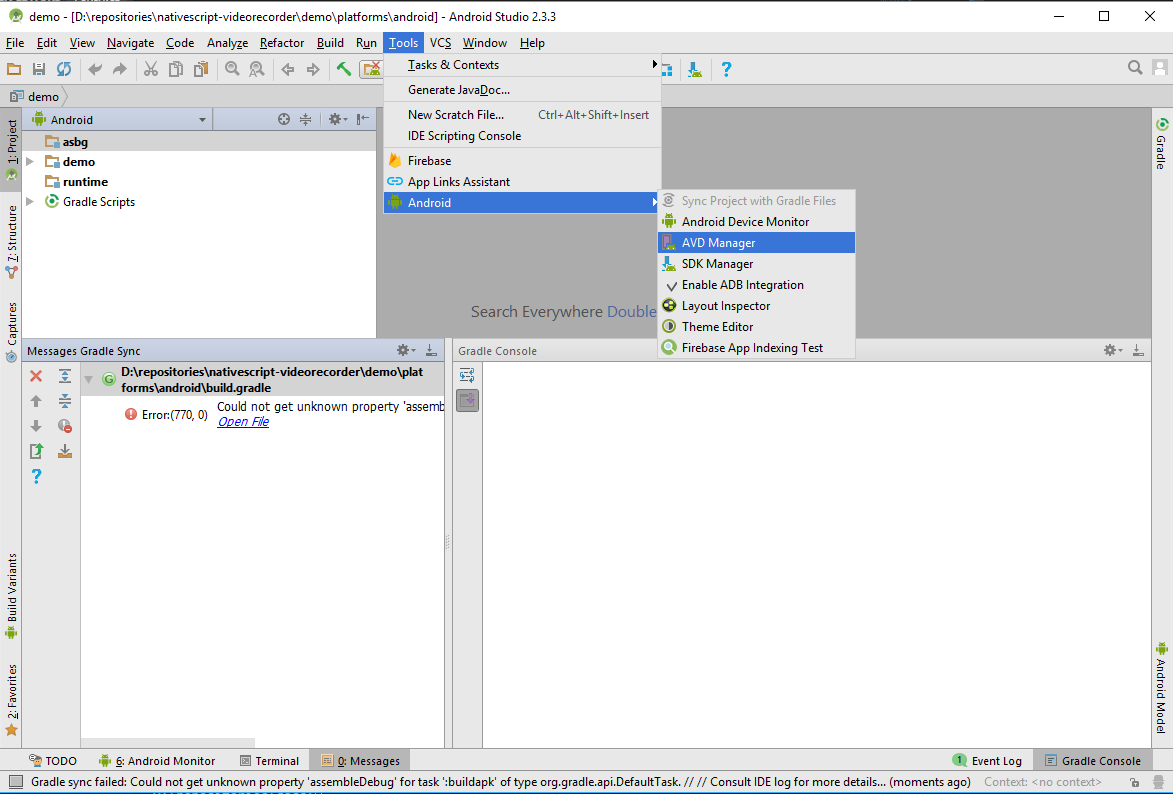 demo - [D:\repositories\nativescript-videorecorder\demo\platforms\android] - Android Studio 2.3.3
File Edit View Navigate Code Analyze Refactor Build Run Tools VCS Window Help
Tasks & Contexts
Generate JavaDoc...
New Scratch File... Ctrl+Alt+Shift+Insert
IDE Scripting Console
Firebase
App Links Assistant
Android
Sync Project with Gradle Files
Android Device Monitor
AVD Manager
SDK Manager
Enable ADB Integration
Layout Inspector
Theme Editor
Firebase App Indexing Test
demo
Android
asbg
demo
runtime
Gradle Scripts
1: Project
7: Structure
Captures
Build Variants
2: Favorites
Gradle
Android Model
Search Everywhere Double
Messages Gradle Sync
D:\repositories\nativescript-videorecorder\demo\plat
forms\android\build.gradle
Error:(770, 0) Could not get unknown property 'assemb
Open File
Gradle Console
TODO 6: Android Monitor Terminal 0: Messages 1 Event Log Gradle Console
Gradle sync failed: Could not get unknown property 'assembleDebug' for task ':buildapk' of type org.gradle.api.DefaultTask. // // Consult IDE log for more details... (moments ago) Context: <no context>